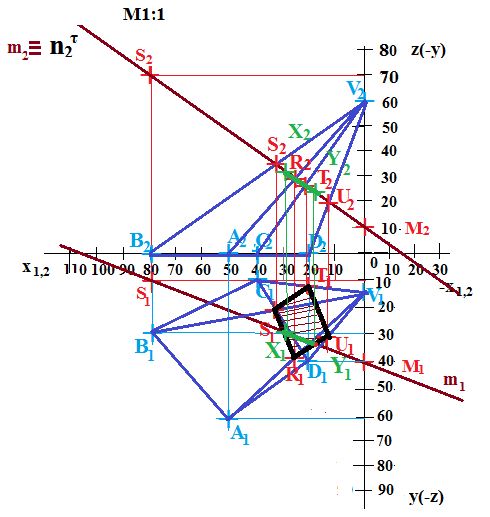 M1:1
80 z(-y)
m2≡ n2τ
S2
70
V2
60
50
X2
S2
40
R2
Y2
30
T2
20
U2
10
M2
B2
A2
C2
D2
x1,2
110 100 90 80 70 60 50 40 30 20 10
0 10 20 30
-x1,2
S1
C1
T1
V1
10
20
S1
30
B1
X1
U1
Y1
R1
D1
40
M1
m1
A1
50
60
70
80
90
y(-z)